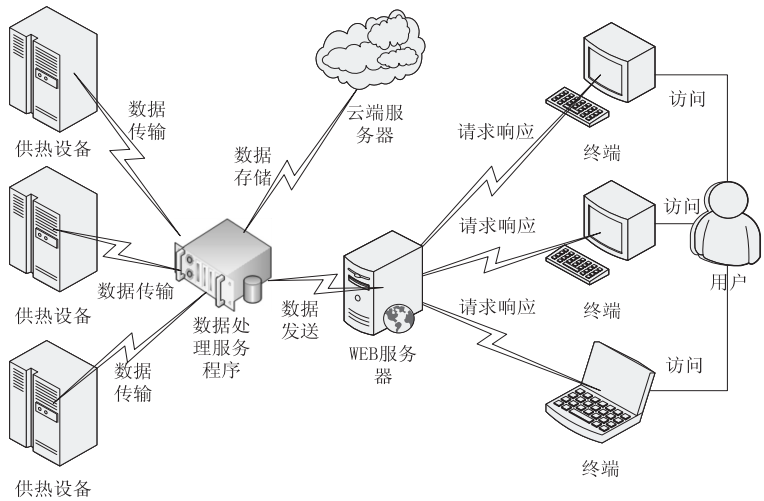 数据
传输
供热设备
云端服
务器
数据
存储
请求响应
终端
访问
供热设备
数据传输
数据处
理服务
程序
数据
发送
WEB服务
器
请求响应
终端
访问
用户
供热设备
数据
传输
请求响应
终端
访问